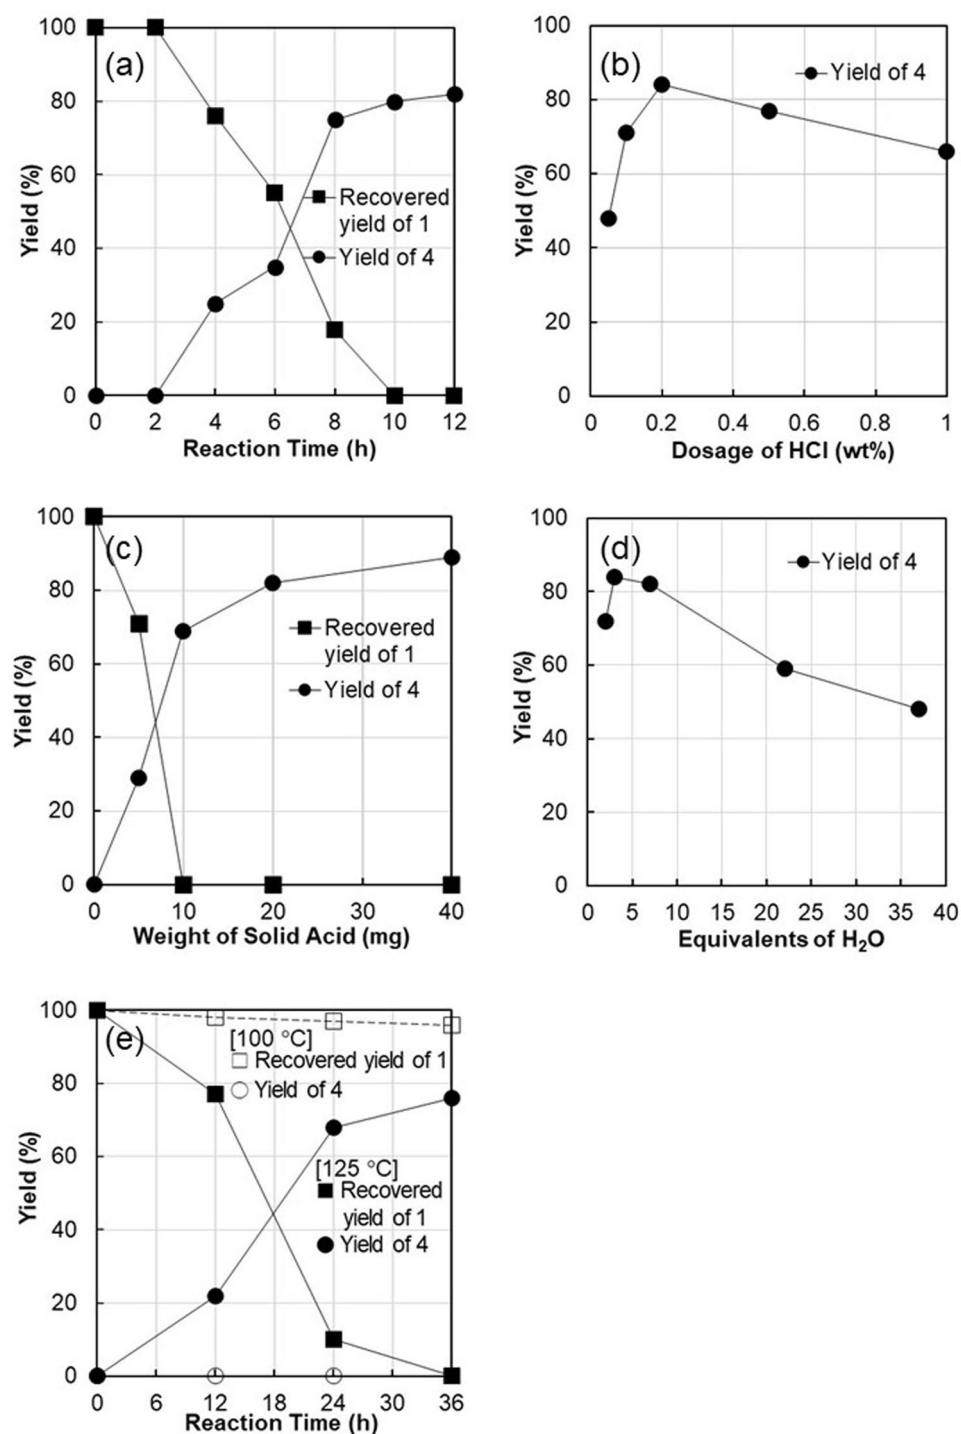 (a)
100
80
60
40
20
0
Yield (%)
Recovered
yield of 1
Yield of 4
0 2 4 6 8 10 12
Reaction Time (h)
(b)
100
80
60
40
20
0
Yield (%)
Yield of 4
0 0.2 0.4 0.6 0.8 1
Dosage of HCl (wt%)
(c)
100
80
60
40
20
0
Yield (%)
Recovered
yield of 1
Yield of 4
0 10 20 30 40
Weight of Solid Acid (mg)
(d)
100
80
60
40
20
0
Yield (%)
Yield of 4
0 5 10 15 20 25 30 35 40
Equivalents of H₂O
(e)
100
80
60
40
20
0
Yield (%)
[100 °C]
Recovered yield of 1
Yield of 4
[125 °C]
Recovered
yield of 1
Yield of 4
0 6 12 18 24 30 36
Reaction Time (h)